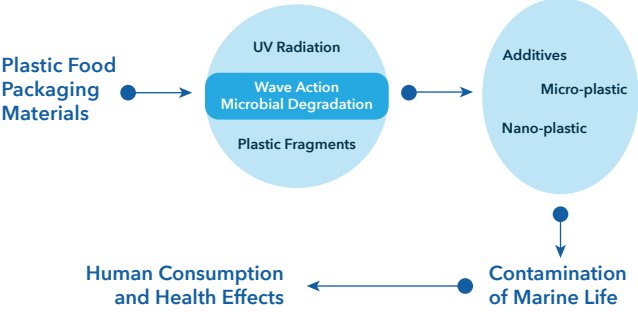 Plastic Food
Packaging
Materials
UV Radiation
Wave Action
Microbial Degradation
Plastic Fragments
Additives
Micro-plastic
Nano-plastic
Contamination
of Marine Life
Human Consumption
and Health Effects